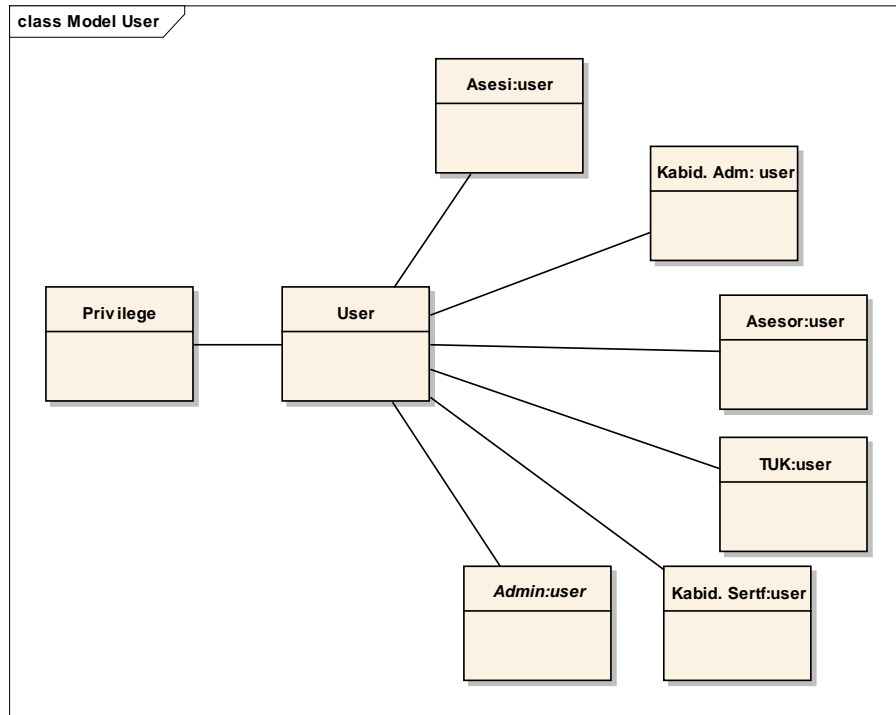 class Model User
Asesi:user
Kabid. Adm: user
Privilege
User
Asesor:user
TUK:user
Admin:user
Kabid. Sertf:user